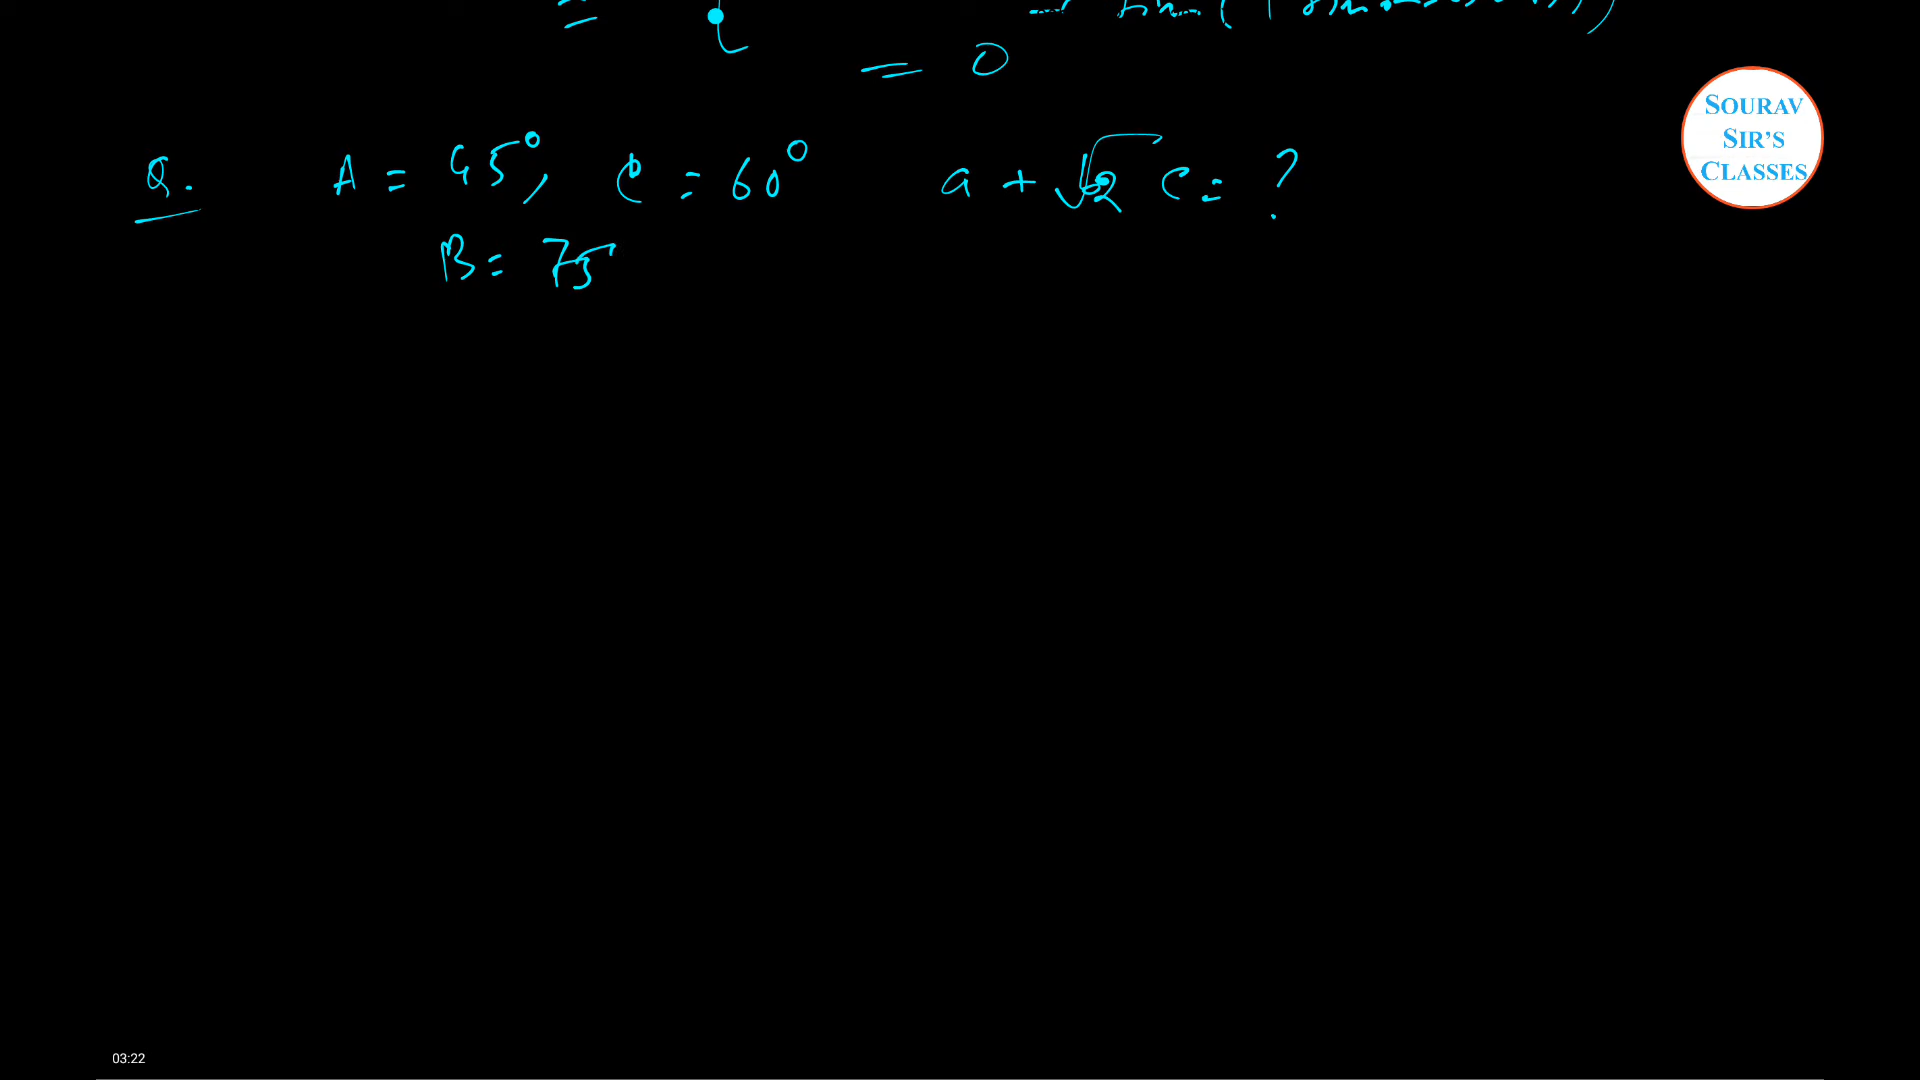 = 0
Q. A = 45°, C = 60° a + √2 c = ?
B = 75
SOURAV
SIR'S
CLASSES
03:22